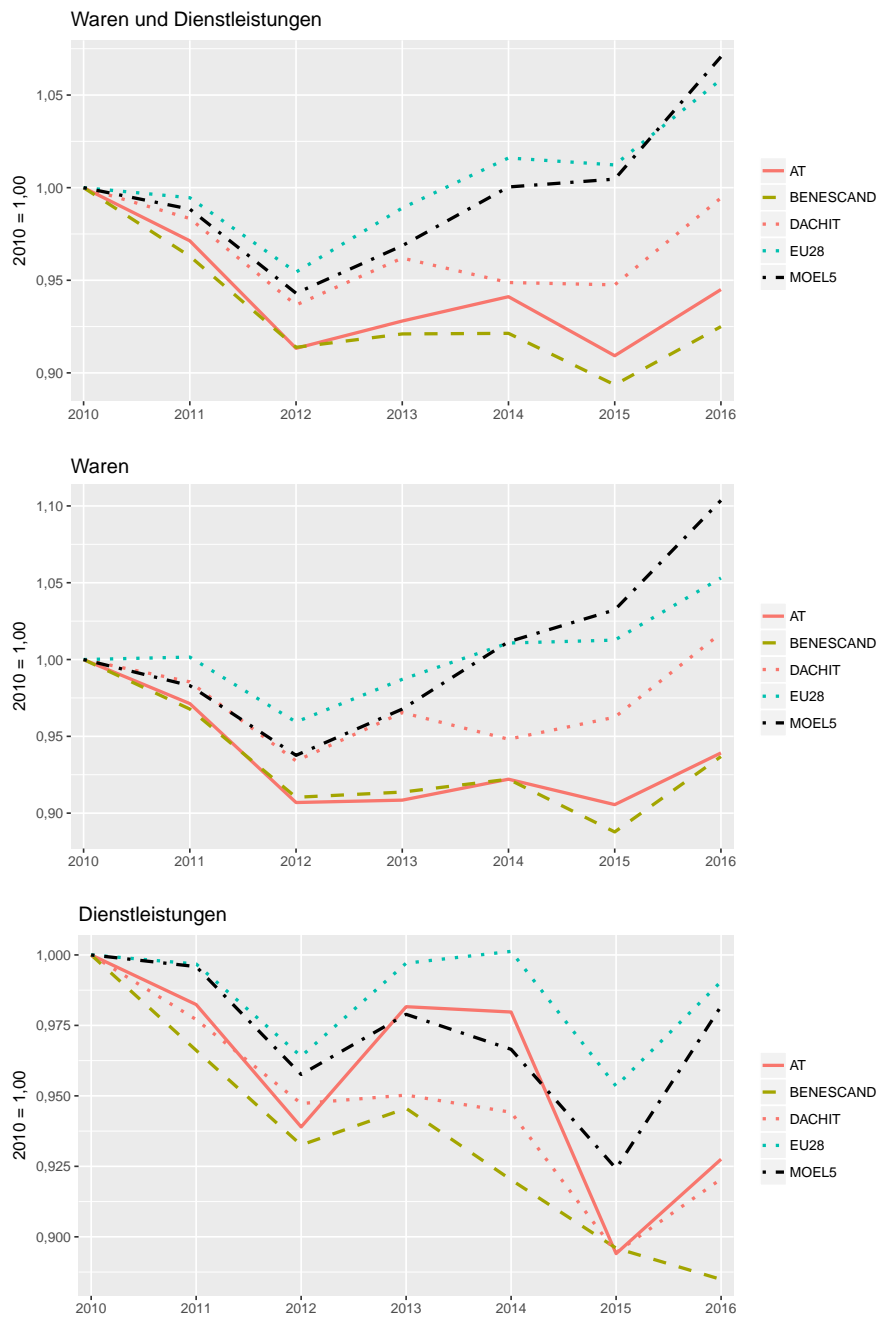 Waren und Dienstleistungen
2010 = 1,00
1,05
1,00
0,95
0,90
2010 2011 2012 2013 2014 2015 2016
AT
BENESCAND
DACHIT
EU28
MOEL5
Waren
2010 = 1,00
1,10
1,05
1,00
0,95
0,90
2010 2011 2012 2013 2014 2015 2016
AT
BENESCAND
DACHIT
EU28
MOEL5
Dienstleistungen
2010 = 1,00
1,000
0,975
0,950
0,925
0,900
2010 2011 2012 2013 2014 2015 2016
AT
BENESCAND
DACHIT
EU28
MOEL5